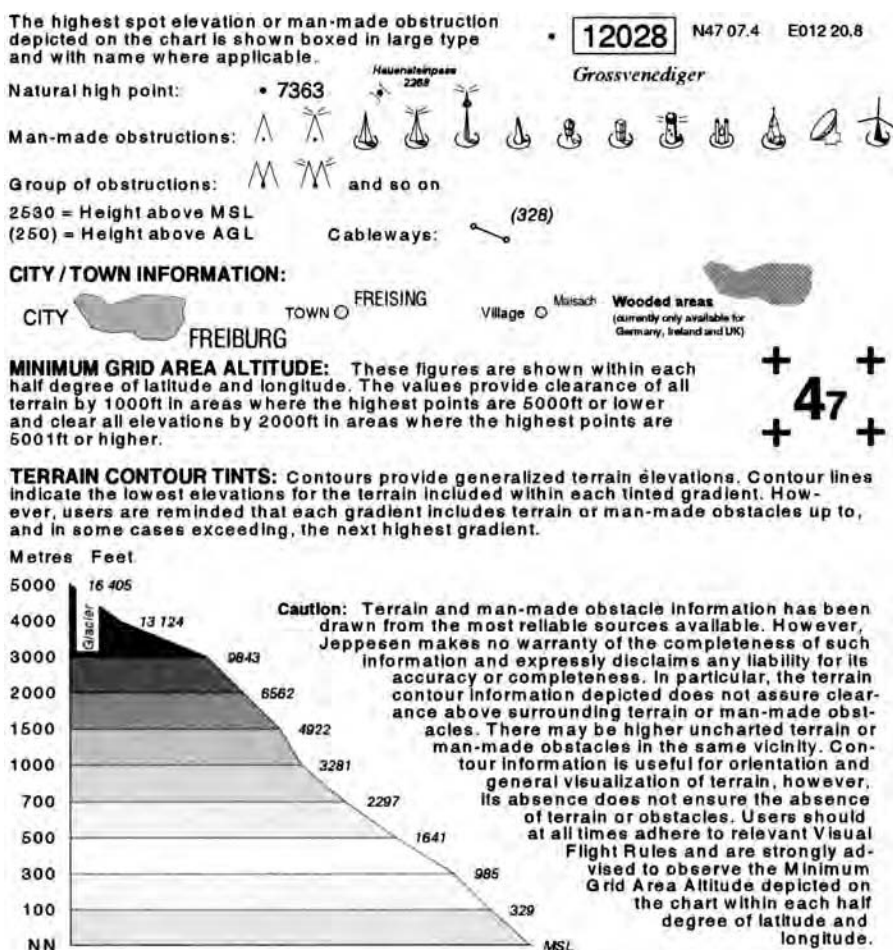 The highest spot elevation or man-made obstruction
depicted on the chart is shown boxed in large type
and with name where applicable.
12028 N47 07.4 E012 20.8
Grossvenediger
Natural high point: • 7363
Hauensteinpass
2268
Man-made obstructions:
Group of obstructions: and so on
2530 = Height above MSL
(250) = Height above AGL
Cableways: (328)
CITY / TOWN INFORMATION:
CITY FREIBURG
TOWN FREISING
Village Maisach
Wooded areas
(currently only available for
Germany, Ireland and UK)
MINIMUM GRID AREA ALTITUDE: These figures are shown within each
half degree of latitude and longitude. The values provide clearance of all
terrain by 1000ft in areas where the highest points are 5000ft or lower
and clear all elevations by 2000ft in areas where the highest points are
5001ft or higher.
47
TERRAIN CONTOUR TINTS: Contours provide generalized terrain elevations. Contour lines
indicate the lowest elevations for the terrain included within each tinted gradient. How-
ever, users are reminded that each gradient includes terrain or man-made obstacles up to,
and in some cases exceeding, the next highest gradient.
Metres Feet
5000 16 405
Glacier
4000 13 124
3000 9843
2000 6562
1500 4922
1000 3281
700 2297
500 1641
300 985
100 329
NN MSL
Caution: Terrain and man-made obstacle information has been
drawn from the most reliable sources available. However,
Jeppesen makes no warranty of the completeness of such
information and expressly disclaims any liability for its
accuracy or completeness. In particular, the terrain
contour information depicted does not assure clear-
ance above surrounding terrain or man-made obst-
acles. There may be higher uncharted terrain or
man-made obstacles in the same vicinity. Con-
tour information is useful for orientation and
general visualization of terrain, however,
its absence does not ensure the absence
of terrain or obstacles. Users should
at all times adhere to relevant Visual
Flight Rules and are strongly ad-
vised to observe the Minimum
Grid Area Altitude depicted on
the chart within each half
degree of latitude and
longitude.